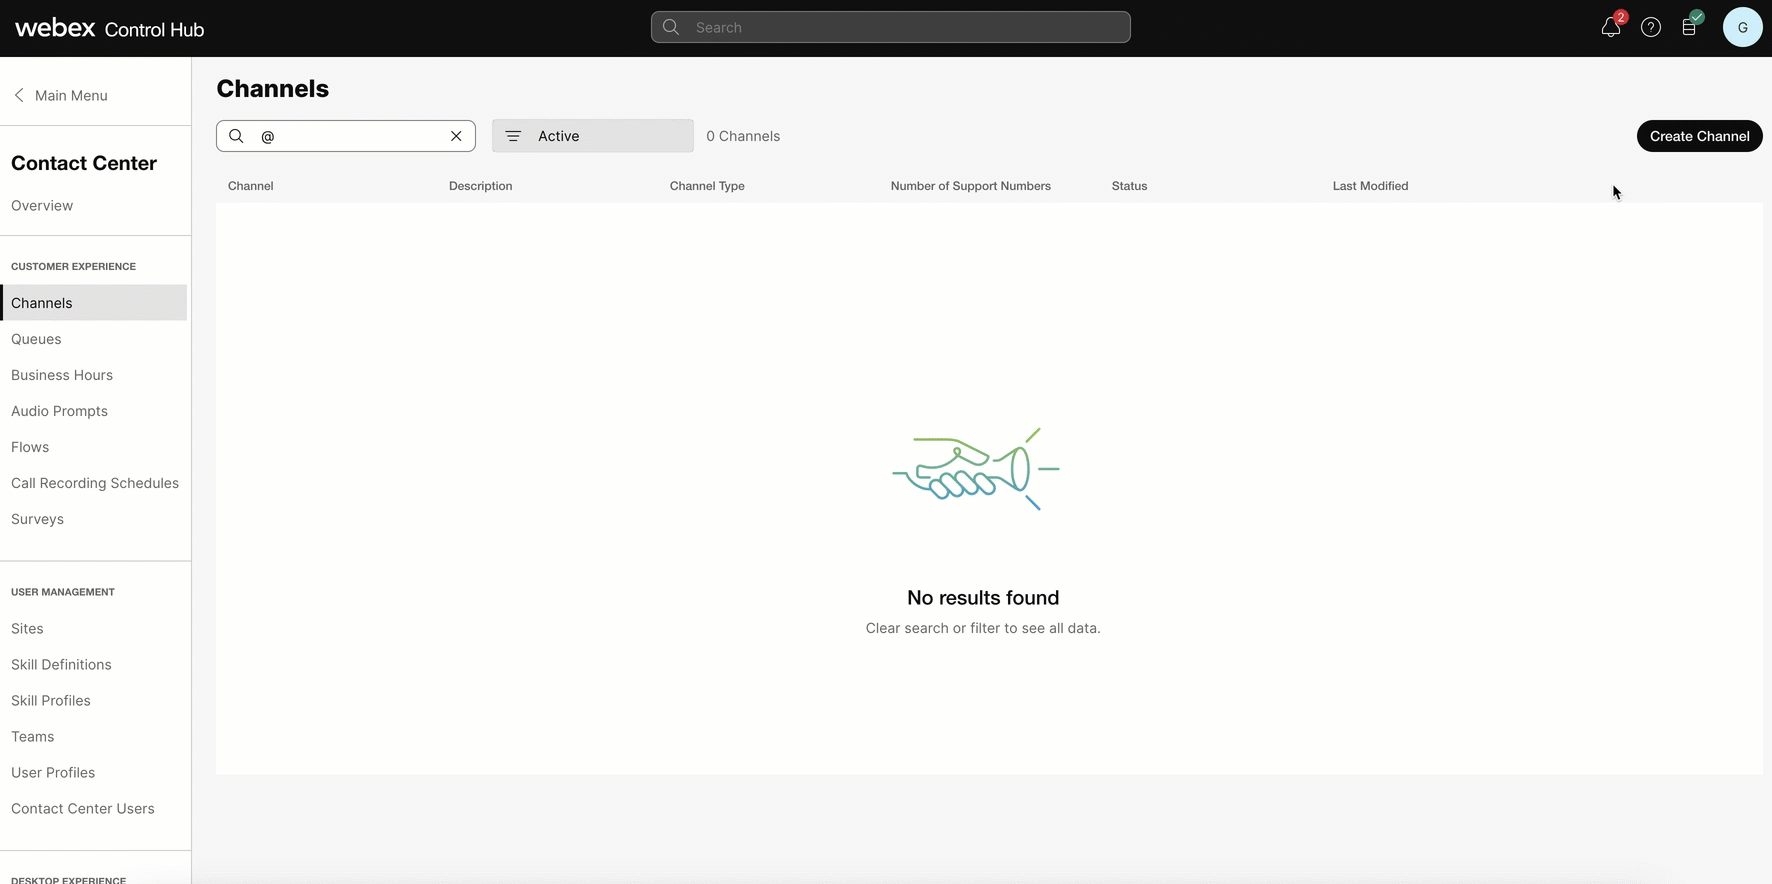 webex Control Hub
Search
2
?
G
Main Menu
Contact Center
Overview
CUSTOMER EXPERIENCE
Channels
Queues
Business Hours
Audio Prompts
Flows
Call Recording Schedules
Surveys
USER MANAGEMENT
Sites
Skill Definitions
Skill Profiles
Teams
User Profiles
Contact Center Users
DESKTOP EXPERIENCE
Channels
@
Active
0 Channels
Create Channel
Channel Description Channel Type Number of Support Numbers Status Last Modified
No results found
Clear search or filter to see all data.